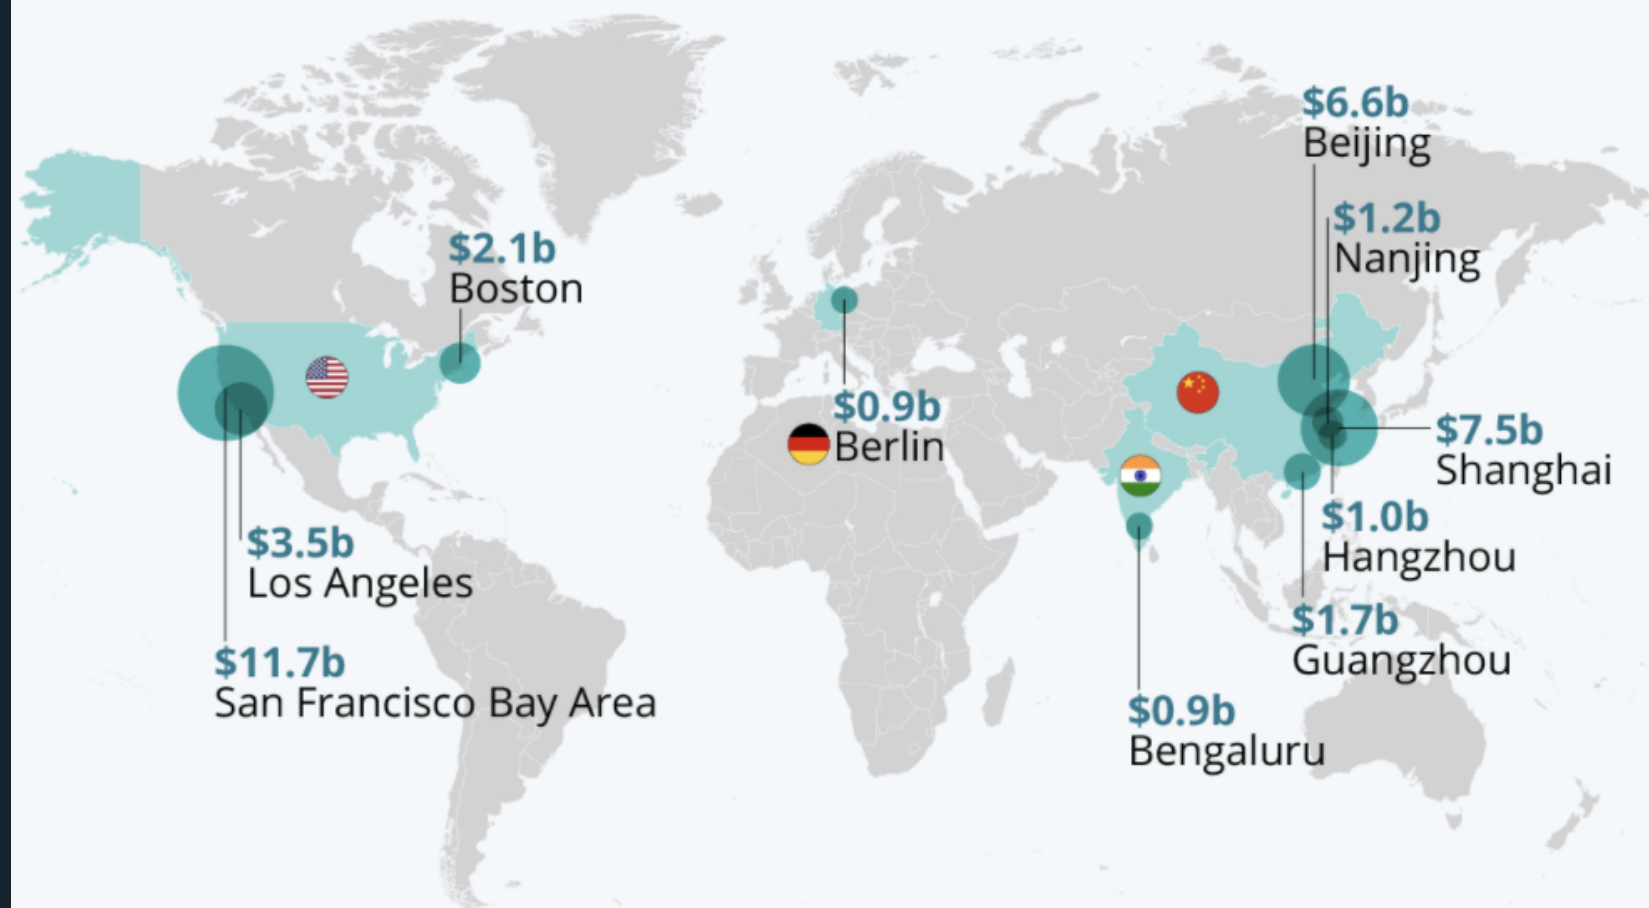 $6.6b
Beijing
$1.2b
Nanjing
$2.1b
Boston
$0.9b
Berlin
$7.5b
Shanghai
$1.0b
Hangzhou
$3.5b
Los Angeles
$1.7b
Guangzhou
$11.7b
San Francisco Bay Area
$0.9b
Bengaluru